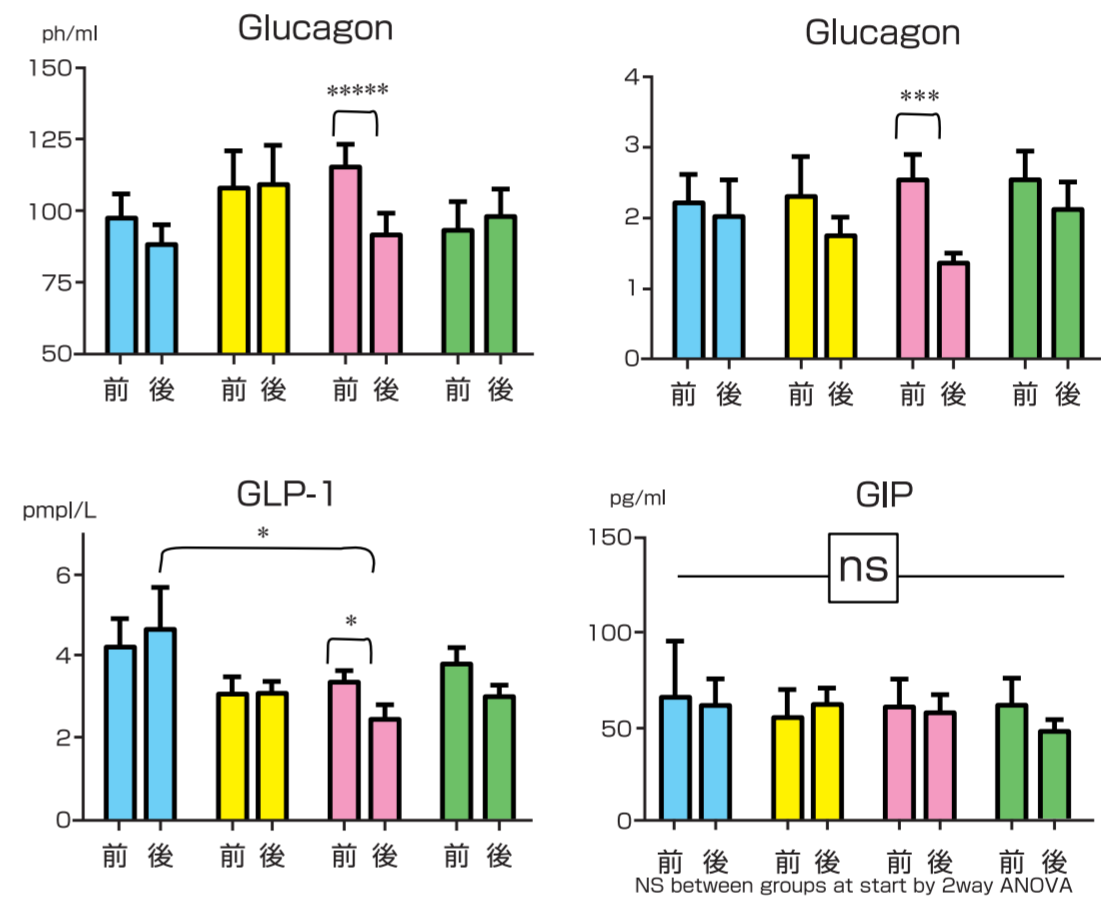 Glucagon
ph/ml
150
125
100
75
50
*****
前 後 前 後 前 後 前 後
Glucagon
4
3
2
1
0
***
前 後 前 後 前 後 前 後
GLP-1
pmpl/L
6
4
2
0
*
*
前 後 前 後 前 後 前 後
GIP
pg/ml
150
100
50
0
ns
前 後 前 後 前 後 前 後
NS between groups at start by 2way ANOVA